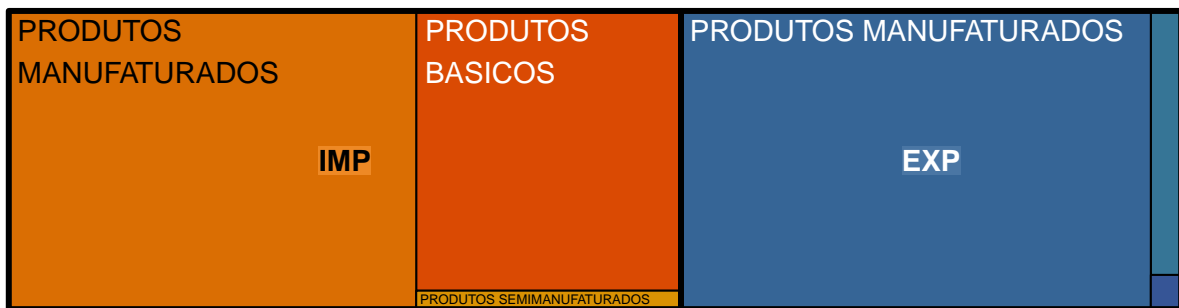 PRODUTOS
MANUFATURADOS
IMP
PRODUTOS
BASICOS
PRODUTOS SEMIMANUFATURADOS
PRODUTOS MANUFATURADOS
EXP